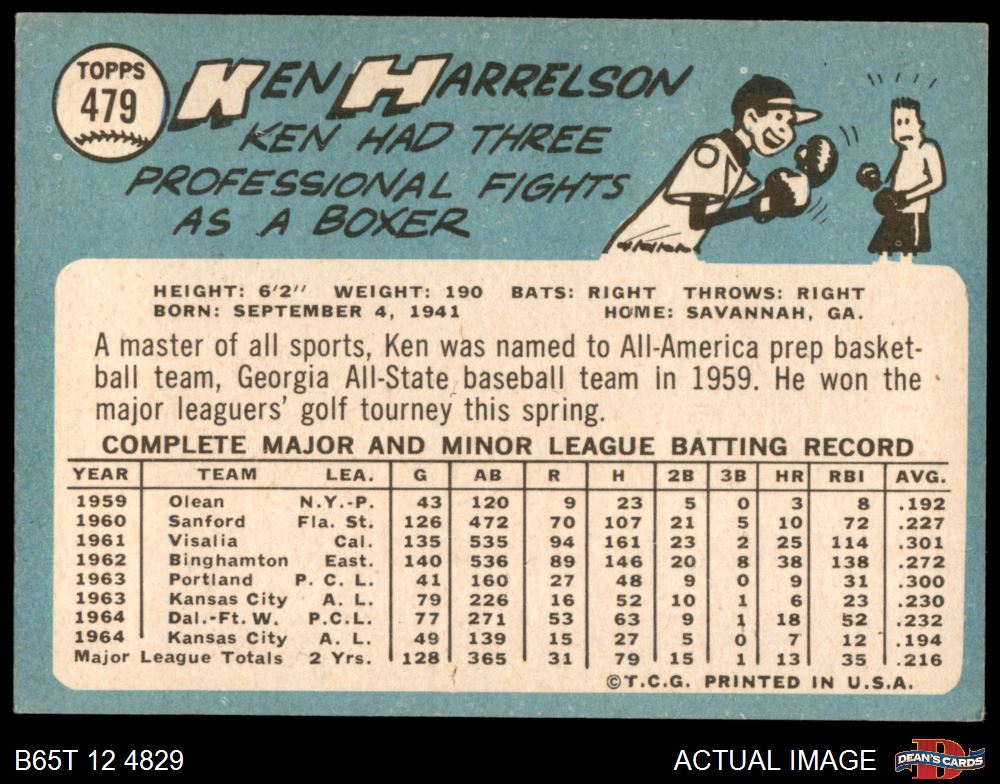 TOPPS
479
KEN HARRELSON
KEN HAD THREE
PROFESSIONAL FIGHTS
AS A BOXER
HEIGHT: 6'2" WEIGHT: 190 BATS: RIGHT THROWS: RIGHT
BORN: SEPTEMBER 4, 1941 HOME: SAVANNAH, GA.
A master of all sports, Ken was named to All-America prep basket-
ball team, Georgia All-State baseball team in 1959. He won the
major leaguers' golf tourney this spring.
COMPLETE MAJOR AND MINOR LEAGUE BATTING RECORD
YEAR TEAM LEA. G AB R H 2B 3B HR RBI AVG.
1959 Olean N.Y.-P. 43 120 9 23 5 0 3 8 .192
1960 Sanford Fla. St. 126 472 70 107 21 5 10 72 .227
1961 Visalia Cal. 135 535 94 161 23 2 25 114 .301
1962 Binghamton East. 140 536 89 146 20 8 38 138 .272
1963 Portland P. C. L. 41 160 27 48 9 0 9 31 .300
1963 Kansas City A. L. 79 226 16 52 10 1 6 23 .230
1964 Dal.-Ft. W. P.C.L. 77 271 53 63 9 1 18 52 .232
1964 Kansas City A. L. 49 139 15 27 5 0 7 12 .194
Major League Totals 2 Yrs. 128 365 31 79 15 1 13 35 .216
©T.C.G. PRINTED IN U.S.A.
B65T 12 4829
ACTUAL IMAGE
D
DEAN'S CARDS